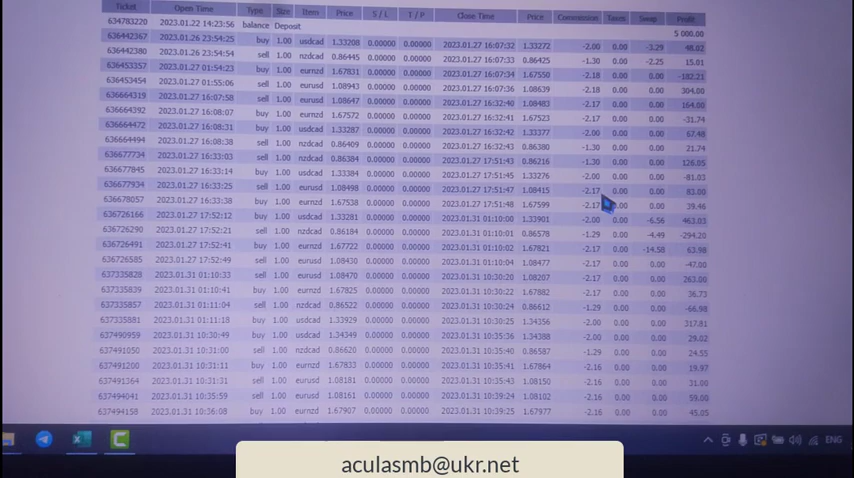 Ticket Open Time Type Size Item Price S / L T / P Close Time Price Commission Taxes Swap Profit
634783220 2023.01.22 14:23:56 balance Deposit 5 000.00
636442367 2023.01.26 23:54:25 buy 1.00 usdcad 1.33208 0.00000 0.00000 2023.01.27 16:07:32 1.33272 -2.00 0.00 -3.29 48.02
636442380 2023.01.26 23:54:54 sell 1.00 nzdcad 0.86445 0.00000 0.00000 2023.01.27 16:07:33 0.86425 -1.30 0.00 -2.25 15.01
636453357 2023.01.27 01:54:23 buy 1.00 eurnzd 1.67831 0.00000 0.00000 2023.01.27 16:07:34 1.67550 -2.18 0.00 0.00 -182.23
636453454 2023.01.27 01:55:06 sell 1.00 eurusd 1.08943 0.00000 0.00000 2023.01.27 16:07:36 1.08639 -2.18 0.00 0.00 304.00
636664319 2023.01.27 16:07:58 sell 1.00 eurusd 1.08647 0.00000 0.00000 2023.01.27 16:32:40 1.08483 -2.17 0.00 0.00 164.00
636664392 2023.01.27 16:08:07 buy 1.00 eurnzd 1.67572 0.00000 0.00000 2023.01.27 16:32:41 1.67523 -2.17 0.00 0.00 -31.74
636664472 2023.01.27 16:08:31 buy 1.00 usdcad 1.33287 0.00000 0.00000 2023.01.27 16:32:42 1.33377 -2.00 0.00 0.00 67.48
636664494 2023.01.27 16:08:38 sell 1.00 nzdcad 0.86409 0.00000 0.00000 2023.01.27 16:32:43 0.86380 -1.30 0.00 0.00 21.74
636677734 2023.01.27 16:33:03 sell 1.00 nzdcad 0.86384 0.00000 0.00000 2023.01.27 17:51:43 0.86216 -1.30 0.00 0.00 126.05
636677845 2023.01.27 16:33:14 buy 1.00 usdcad 1.33384 0.00000 0.00000 2023.01.27 17:51:45 1.33276 -2.00 0.00 0.00 -81.03
636677934 2023.01.27 16:33:25 sell 1.00 eurusd 1.08498 0.00000 0.00000 2023.01.27 17:51:47 1.08415 -2.17 0.00 0.00 83.00
636678057 2023.01.27 16:33:38 buy 1.00 eurnzd 1.67538 0.00000 0.00000 2023.01.27 17:51:48 1.67599 -2.17 0.00 0.00 39.46
636726166 2023.01.27 17:52:12 buy 1.00 usdcad 1.33281 0.00000 0.00000 2023.01.31 01:10:00 1.33901 -2.00 0.00 -6.56 463.03
636726290 2023.01.27 17:52:21 sell 1.00 nzdcad 0.86184 0.00000 0.00000 2023.01.31 01:10:01 0.86578 -1.29 0.00 -4.49 -294.20
636726491 2023.01.27 17:52:41 buy 1.00 eurnzd 1.67722 0.00000 0.00000 2023.01.31 01:10:02 1.67821 -2.17 0.00 -14.58 63.98
636726585 2023.01.27 17:52:49 sell 1.00 eurusd 1.08430 0.00000 0.00000 2023.01.31 01:10:04 1.08477 -2.17 0.00 0.00 -47.00
637335828 2023.01.31 01:10:33 sell 1.00 eurusd 1.08470 0.00000 0.00000 2023.01.31 10:30:20 1.08207 -2.17 0.00 0.00 263.00
637335839 2023.01.31 01:10:41 buy 1.00 eurnzd 1.67825 0.00000 0.00000 2023.01.31 10:30:22 1.67882 -2.17 0.00 0.00 36.73
637335857 2023.01.31 01:11:04 sell 1.00 nzdcad 0.86522 0.00000 0.00000 2023.01.31 10:30:24 0.86612 -1.29 0.00 0.00 -66.98
637335881 2023.01.31 01:11:18 buy 1.00 usdcad 1.33929 0.00000 0.00000 2023.01.31 10:30:25 1.34356 -2.00 0.00 0.00 317.81
637490959 2023.01.31 10:30:49 buy 1.00 usdcad 1.34349 0.00000 0.00000 2023.01.31 10:35:36 1.34388 -2.00 0.00 0.00 29.02
637491050 2023.01.31 10:31:00 sell 1.00 nzdcad 0.86620 0.00000 0.00000 2023.01.31 10:35:40 0.86587 -1.29 0.00 0.00 24.55
637491200 2023.01.31 10:31:11 buy 1.00 eurnzd 1.67833 0.00000 0.00000 2023.01.31 10:35:41 1.67864 -2.16 0.00 0.00 19.97
637491364 2023.01.31 10:31:31 sell 1.00 eurusd 1.08181 0.00000 0.00000 2023.01.31 10:35:43 1.08150 -2.16 0.00 0.00 31.00
637494041 2023.01.31 10:35:59 sell 1.00 eurusd 1.08161 0.00000 0.00000 2023.01.31 10:39:24 1.08102 -2.16 0.00 0.00 59.00
637494158 2023.01.31 10:36:08 buy 1.00 eurnzd 1.67907 0.00000 0.00000 2023.01.31 10:39:25 1.67977 -2.16 0.00 0.00 45.05
ENG
aculasmb@ukr.net